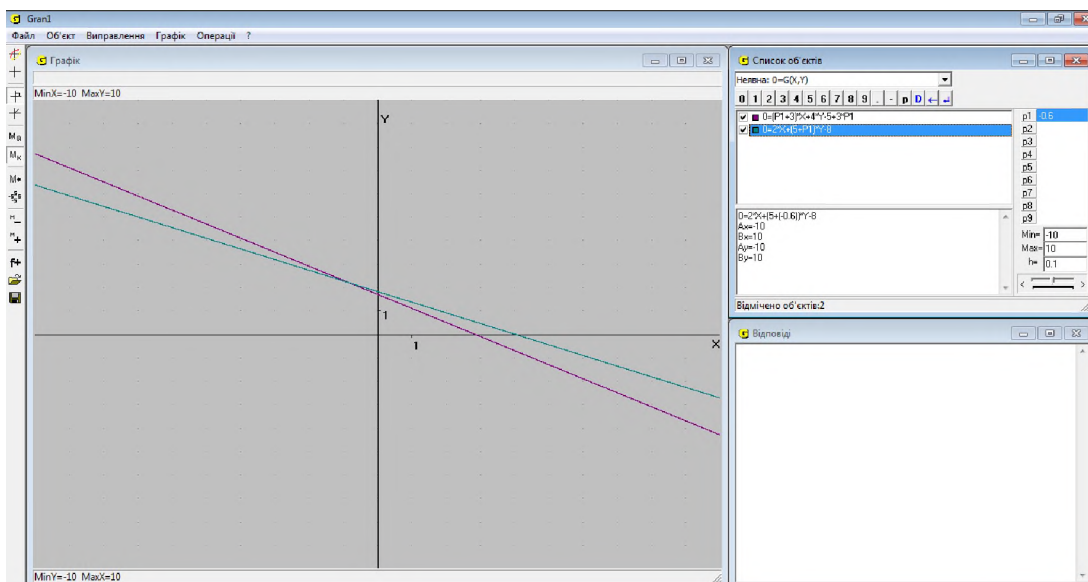 Gran1
Файл Об'єкт Виправлення Графік Операції ?
Графік
MinX=-10 MaxY=10
Y
1
1
X
MinY=-10 MaxX=10
Список об'єктів
Неявна: 0=G(X,Y)
0 1 2 3 4 5 6 7 8 9 . - p D ← ↲
0=(P1+3)*X+4*Y-5+3*P1
0=2*X+(5+P1)*Y-8
p1 -0.6
p2
p3
p4
p5
p6
p7
p8
p9
0=2*X+(5+(-0.6))*Y-8
Ax=-10
Bx=10
Ay=-10
By=10
Min= -10
Max= 10
h= 0.1
< >
Відмічено об'єктів:2
Відповіді